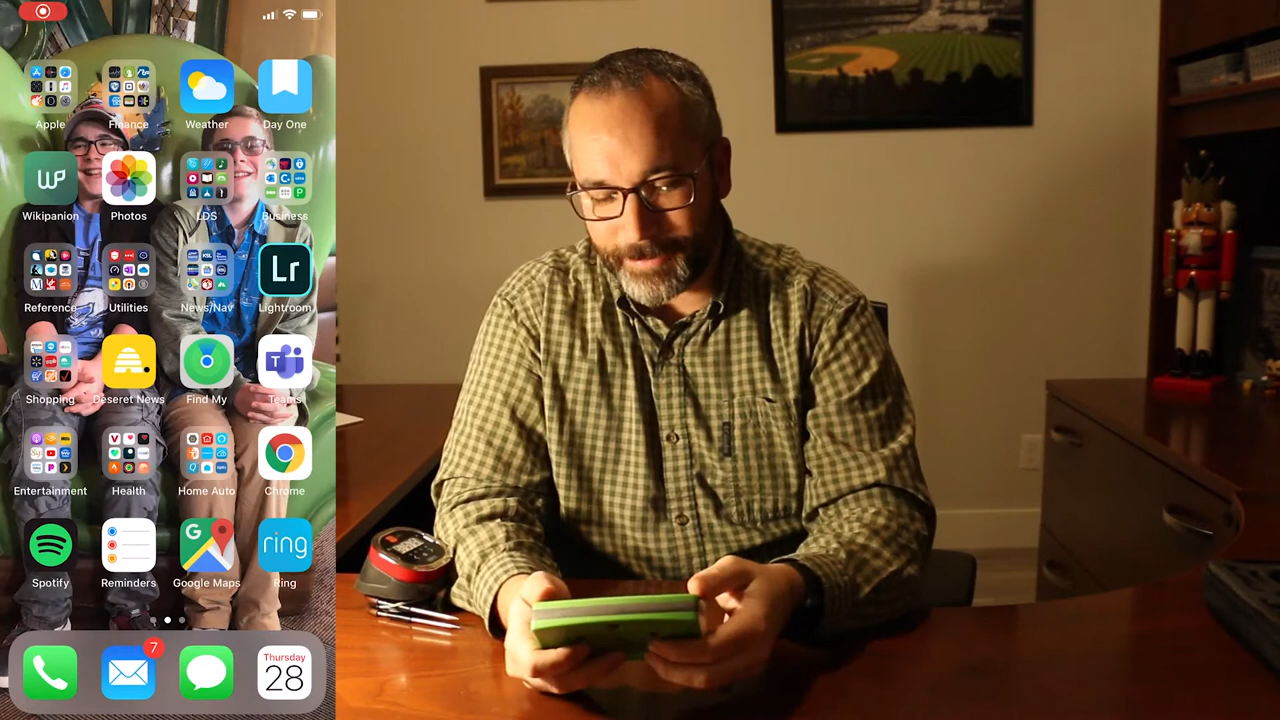 Apple Finance Weather Day One
WP
Wikipanion Photos LDS Business
Lr
Reference Utilities News/Nav Lightroom
T
Shopping Deseret News Find My Teams
Entertainment Health Home Auto Chrome
G
ring
Spotify Reminders Google Maps Ring
7
Thursday
28